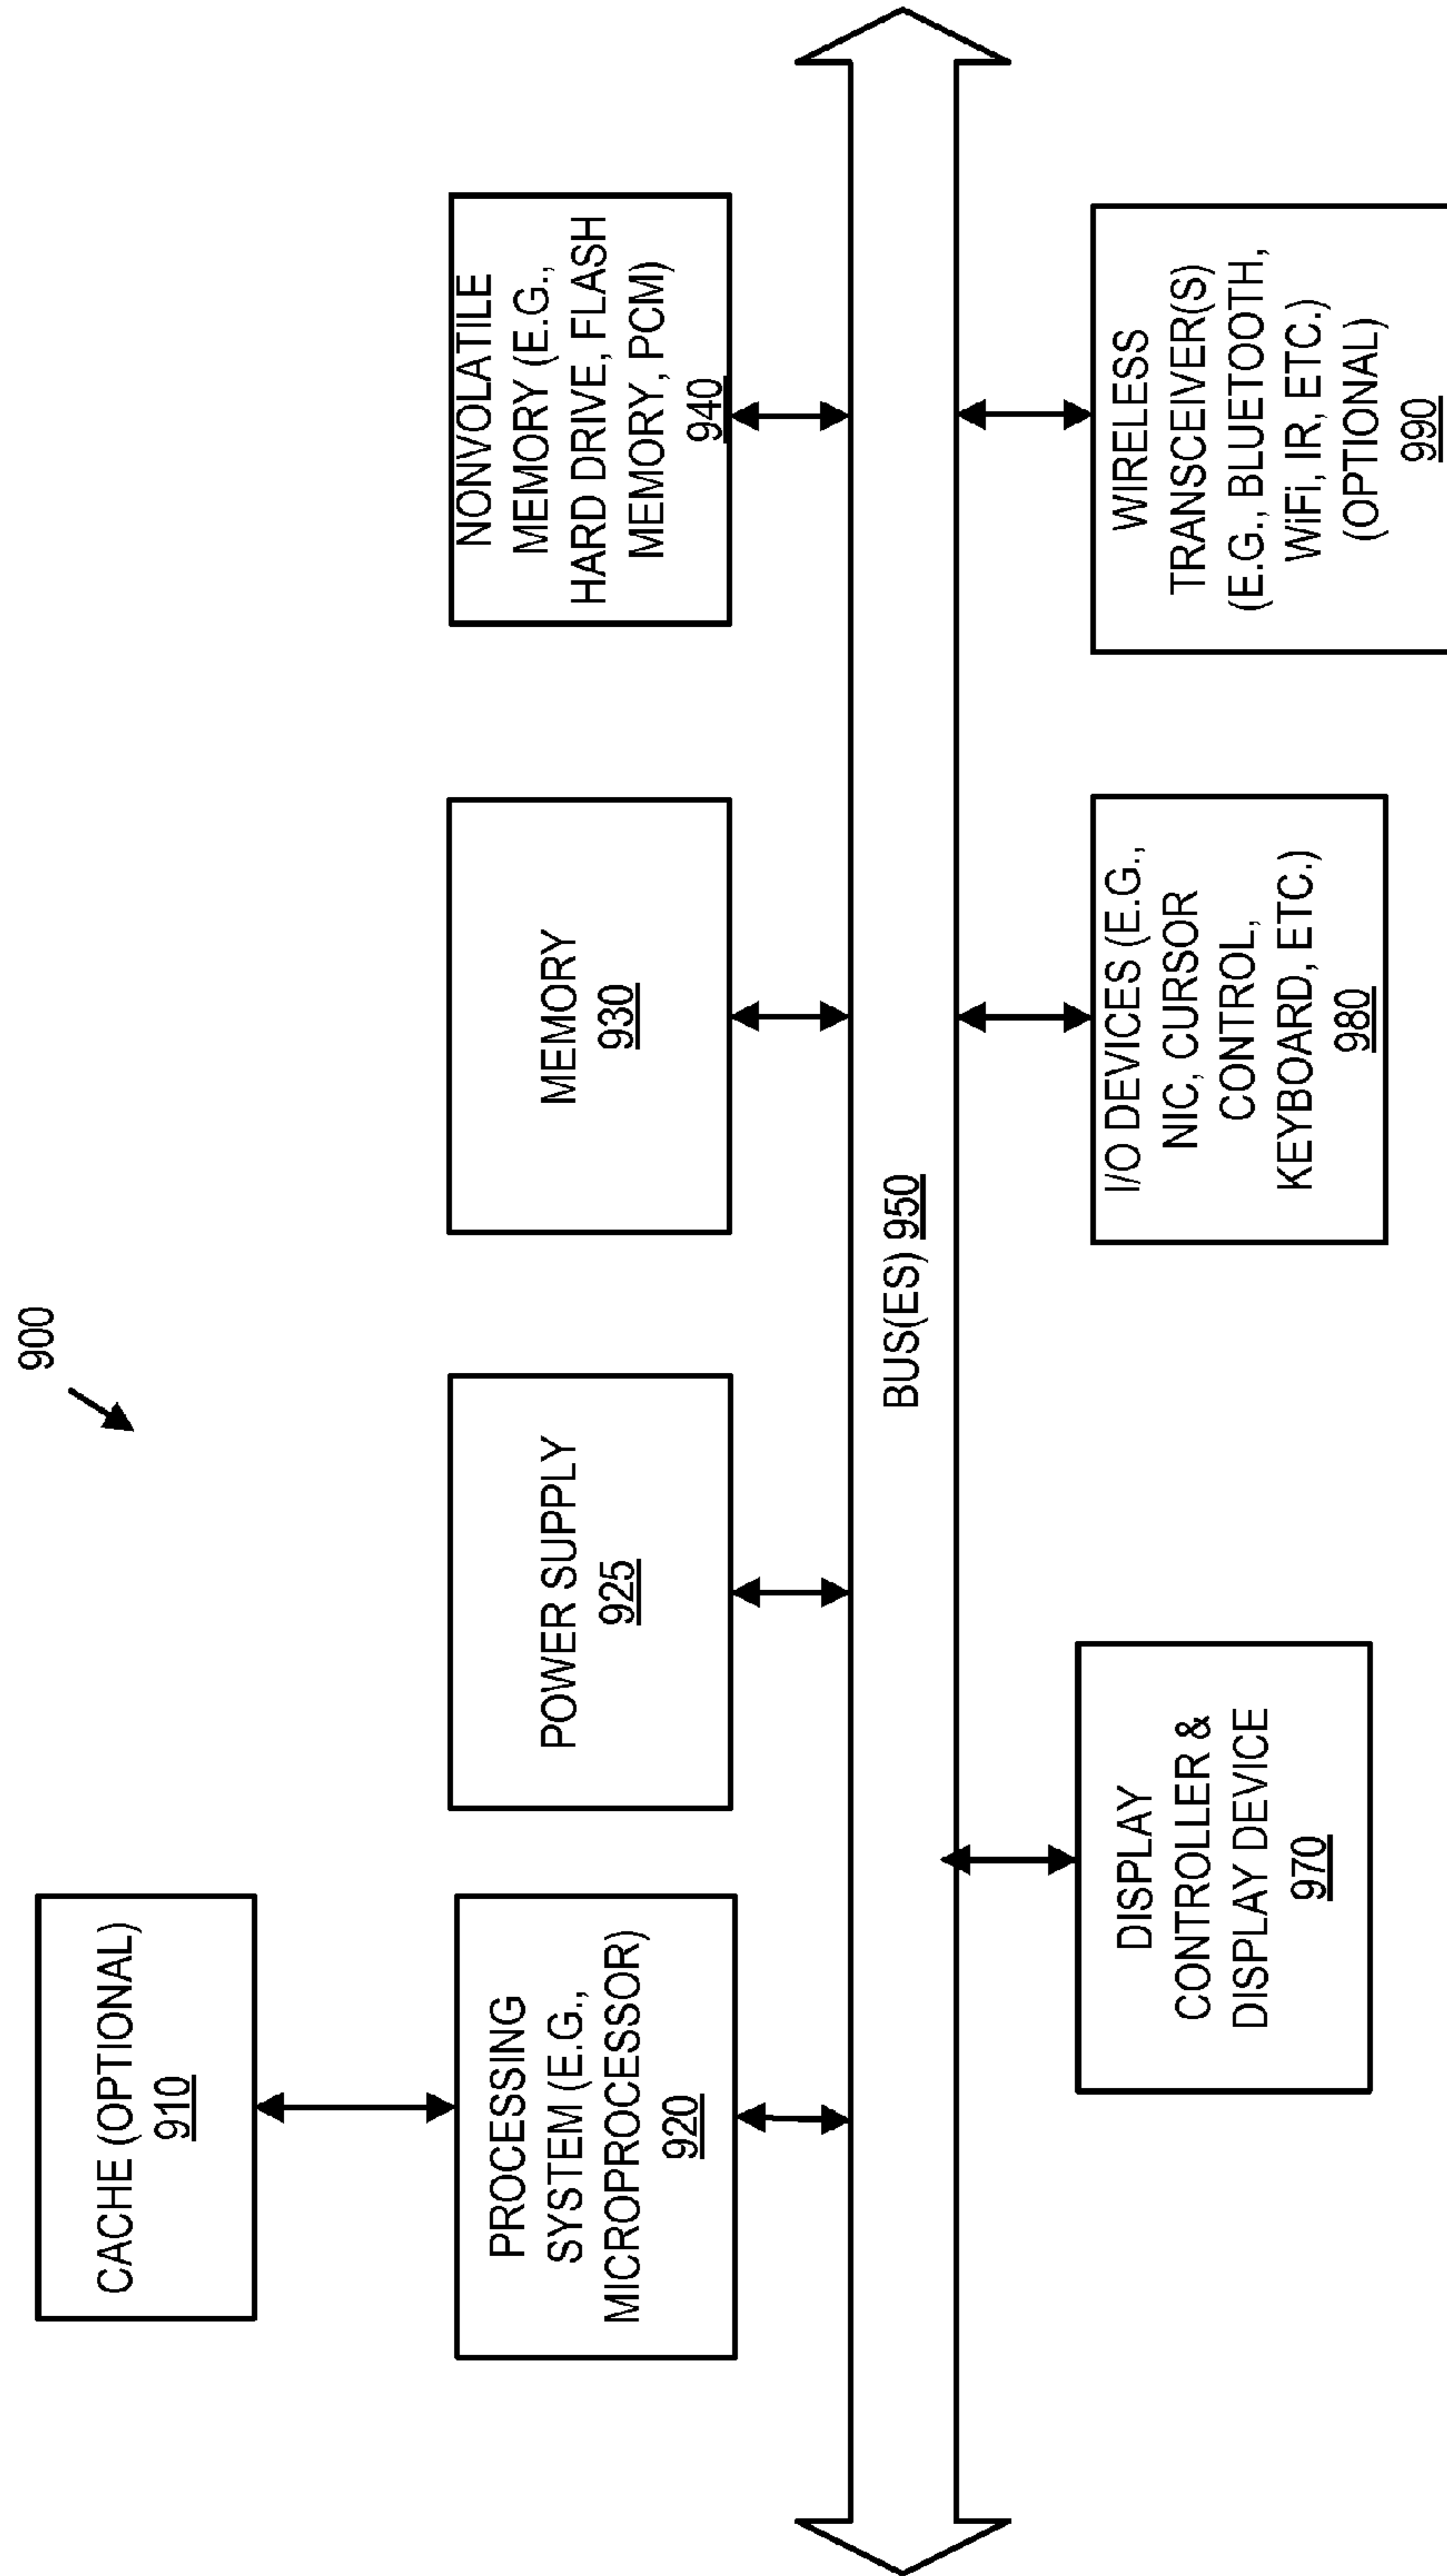 900
CACHE (OPTIONAL)
910
PROCESSING
SYSTEM (E.G.,
MICROPROCESSOR)
920
POWER SUPPLY
925
MEMORY
930
NONVOLATILE
MEMORY (E.G.,
HARD DRIVE, FLASH
MEMORY, PCM)
940
BUS(ES) 950
DISPLAY
CONTROLLER &
DISPLAY DEVICE
970
I/O DEVICES (E.G.,
NIC, CURSOR
CONTROL,
KEYBOARD, ETC.)
980
WIRELESS
TRANSCEIVER(S)
(E.G., BLUETOOTH,
WiFi, IR, ETC.)
(OPTIONAL)
990